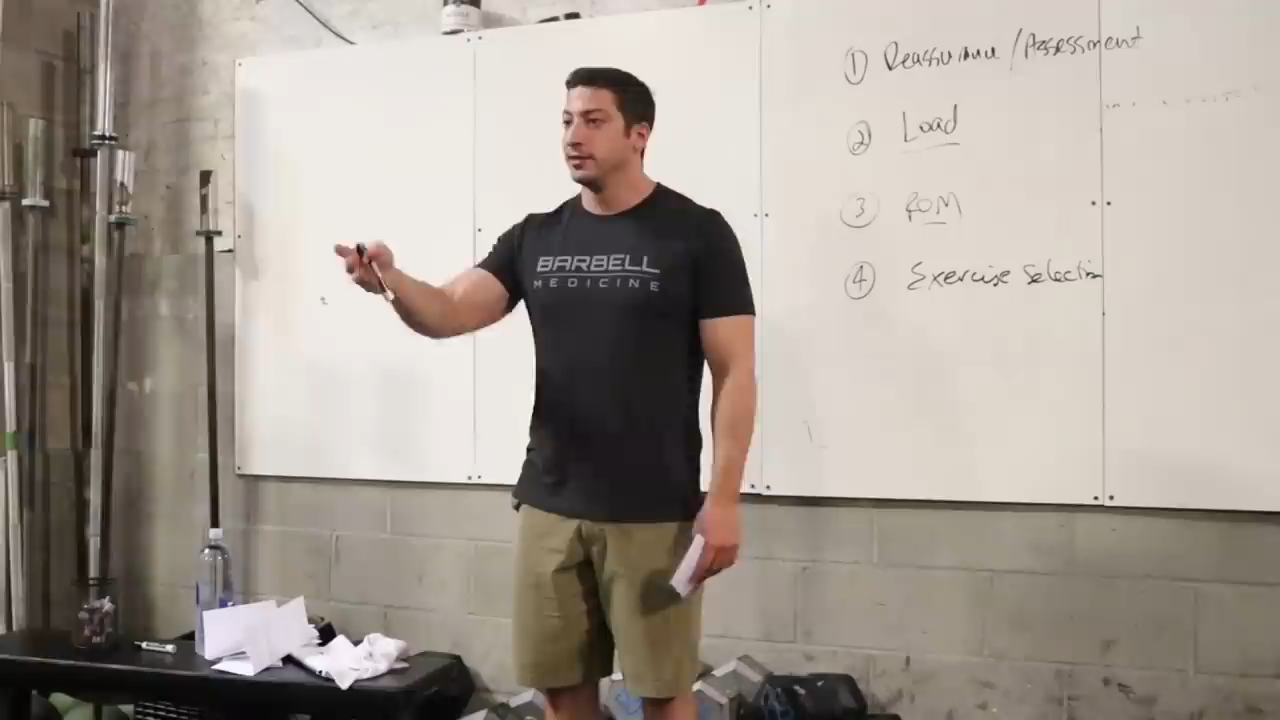 ① Reassurance / Assessment
② Load
③ ROM
④ Exercise Selection
BARBELL
MEDICINE